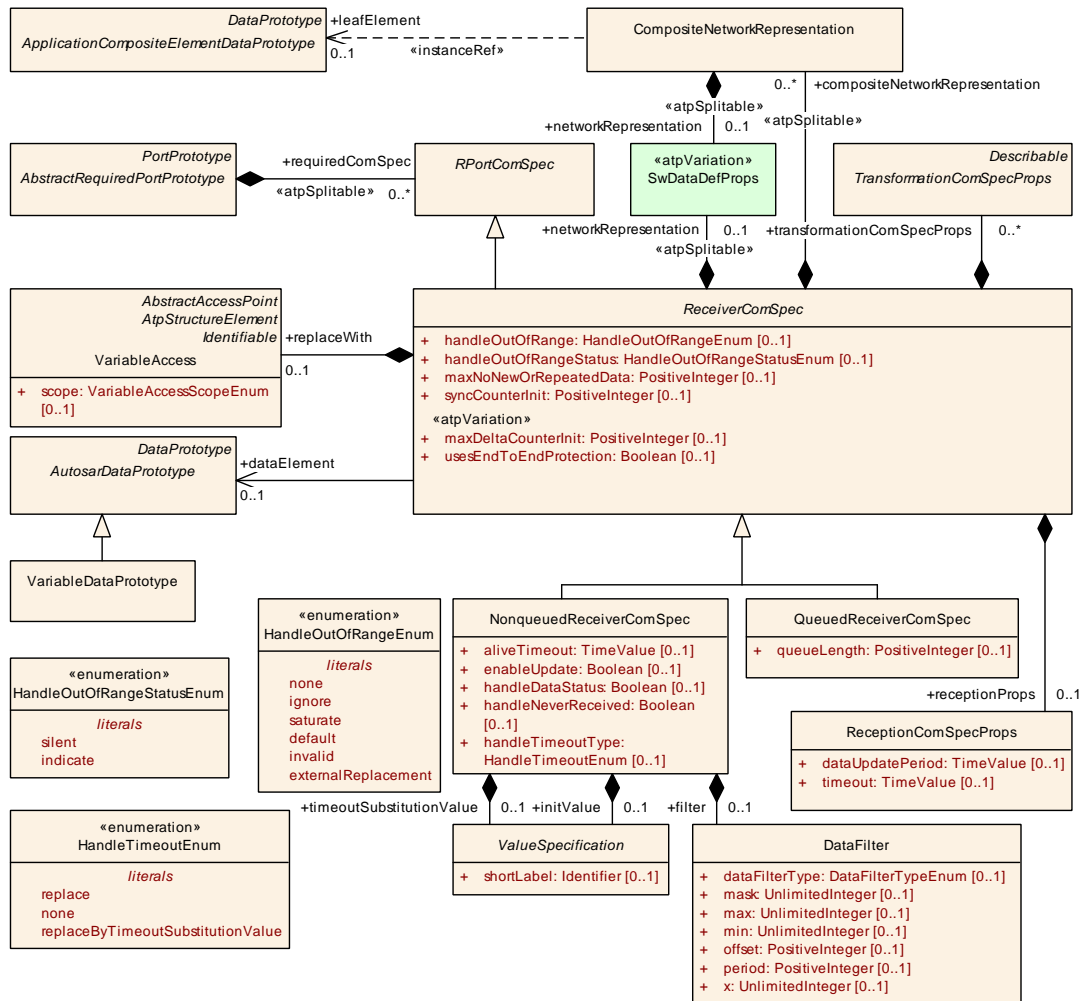 DataPrototype
ApplicationCompositeElementDataPrototype
+leafElement
0..1
«instanceRef»
CompositeNetworkRepresentation
0..*
+compositeNetworkRepresentation
«atpSplitable»
«atpSplitable»
+networkRepresentation
0..1
PortPrototype
AbstractRequiredPortPrototype
+requiredComSpec
«atpSplitable»
0..*
RPortComSpec
«atpVariation»
SwDataDefProps
Describable
TransformationComSpecProps
+networkRepresentation
0..1
«atpSplitable»
+transformationComSpecProps
0..*
AbstractAccessPoint
AtpStructureElement
Identifiable
VariableAccess
+ scope: VariableAccessScopeEnum
[0..1]
+replaceWith
0..1
ReceiverComSpec
+ handleOutOfRange: HandleOutOfRangeEnum [0..1]
+ handleOutOfRangeStatus: HandleOutOfRangeStatusEnum [0..1]
+ maxNoNewOrRepeatedData: PositiveInteger [0..1]
+ syncCounterInit: PositiveInteger [0..1]
«atpVariation»
+ maxDeltaCounterInit: PositiveInteger [0..1]
+ usesEndToEndProtection: Boolean [0..1]
DataPrototype
AutosarDataPrototype
+dataElement
0..1
VariableDataPrototype
«enumeration»
HandleOutOfRangeStatusEnum
literals
silent
indicate
«enumeration»
HandleOutOfRangeEnum
literals
none
ignore
saturate
default
invalid
externalReplacement
NonqueuedReceiverComSpec
+ aliveTimeout: TimeValue [0..1]
+ enableUpdate: Boolean [0..1]
+ handleDataStatus: Boolean [0..1]
+ handleNeverReceived: Boolean
[0..1]
+ handleTimeoutType:
HandleTimeoutEnum [0..1]
QueuedReceiverComSpec
+ queueLength: PositiveInteger [0..1]
+receptionProps
0..1
ReceptionComSpecProps
+ dataUpdatePeriod: TimeValue [0..1]
+ timeout: TimeValue [0..1]
+timeoutSubstitutionValue
0..1
+initValue
0..1
+filter
0..1
«enumeration»
HandleTimeoutEnum
literals
replace
none
replaceByTimeoutSubstitutionValue
ValueSpecification
+ shortLabel: Identifier [0..1]
DataFilter
+ dataFilterType: DataFilterTypeEnum [0..1]
+ mask: UnlimitedInteger [0..1]
+ max: UnlimitedInteger [0..1]
+ min: UnlimitedInteger [0..1]
+ offset: PositiveInteger [0..1]
+ period: PositiveInteger [0..1]
+ x: UnlimitedInteger [0..1]